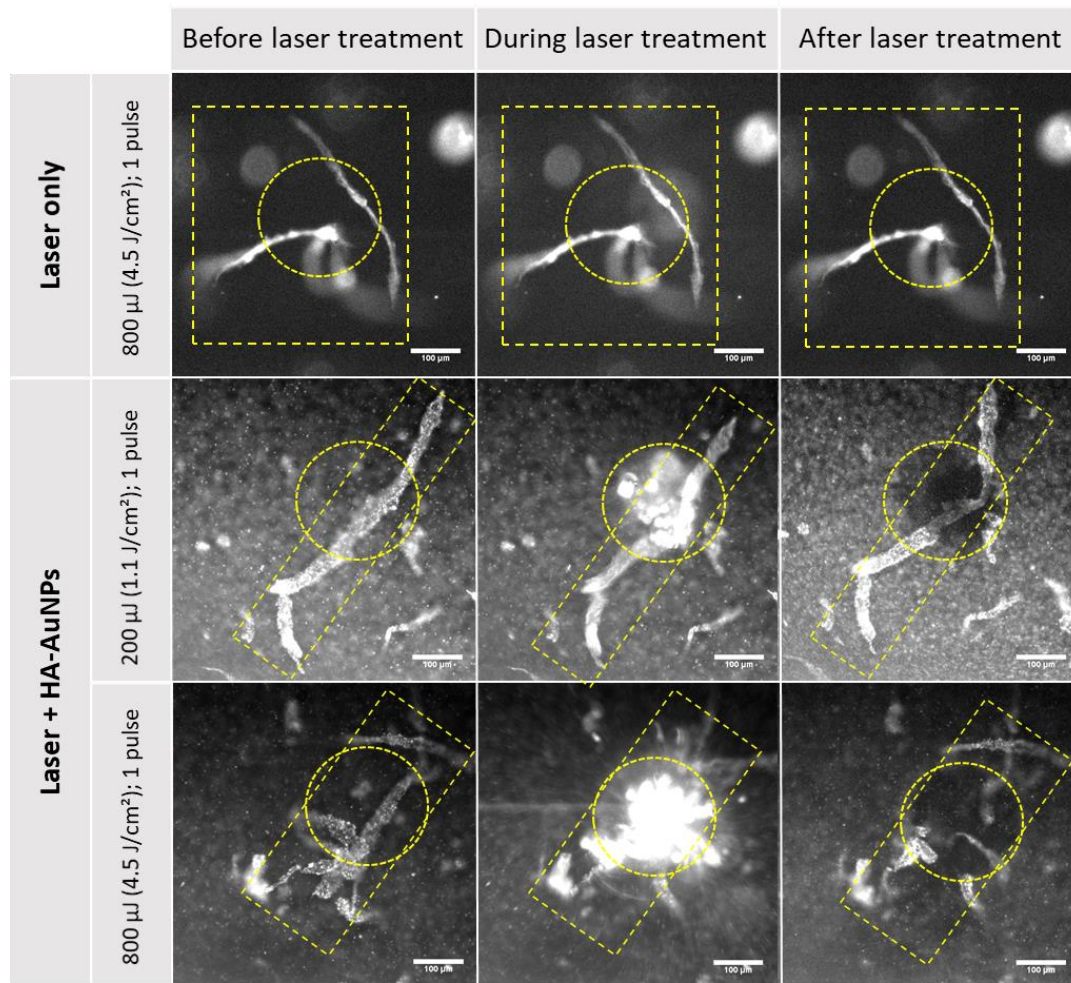 Before laser treatment
During laser treatment
After laser treatment
Laser only
800 µJ (4.5 J/cm²); 1 pulse
100 µm
100 µm
100 µm
Laser + HA-AuNPs
200 µJ (1.1 J/cm²); 1 pulse
100 µm
100 µm
100 µm
800 µJ (4.5 J/cm²); 1 pulse
100 µm
100 µm
100 µm